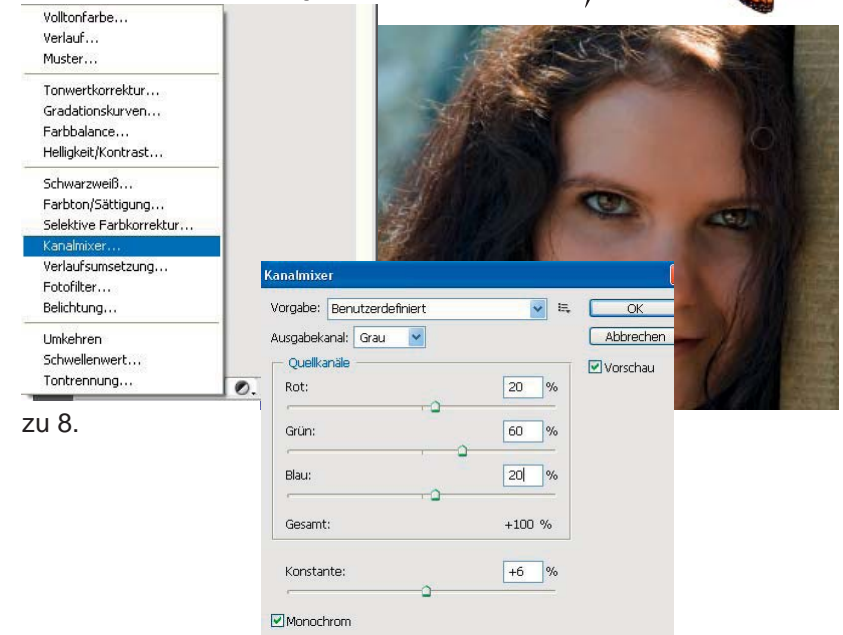 Volltonfarbe...
Verlauf...
Muster...
Tonwertkorrektur...
Gradationskurven...
Farbbalance...
Helligkeit/Kontrast...
Schwarzweiß...
Farbton/Sättigung...
Selektive Farbkorrektur...
Kanalmixer...
Verlaufsumsetzung...
Fotofilter...
Belichtung...
Umkehren
Schwellenwert...
Tontrennung...
zu 8.
Kanalmixer
Vorgabe: Benutzerdefiniert
OK
Ausgabekanal: Grau
Abbrechen
Quellkanäle
Vorschau
Rot: 20 %
Grün: 60 %
Blau: 20 %
Gesamt: +100 %
Konstante: +6 %
Monochrom